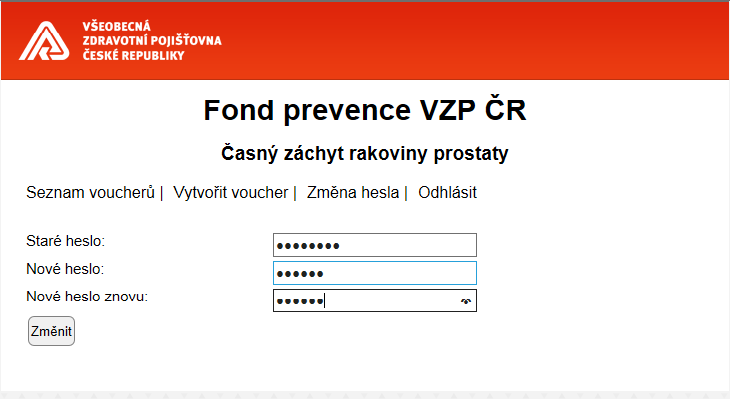 VŠEOBECNÁ
ZDRAVOTNÍ POJIŠŤOVNA
ČESKÉ REPUBLIKY
Fond prevence VZP ČR
Časný záchyt rakoviny prostaty
Seznam voucherů | Vytvořit voucher | Změna hesla | Odhlásit
Staré heslo: ●●●●●●●●
Nové heslo: ●●●●●●
Nové heslo znovu: ●●●●●●
Změnit